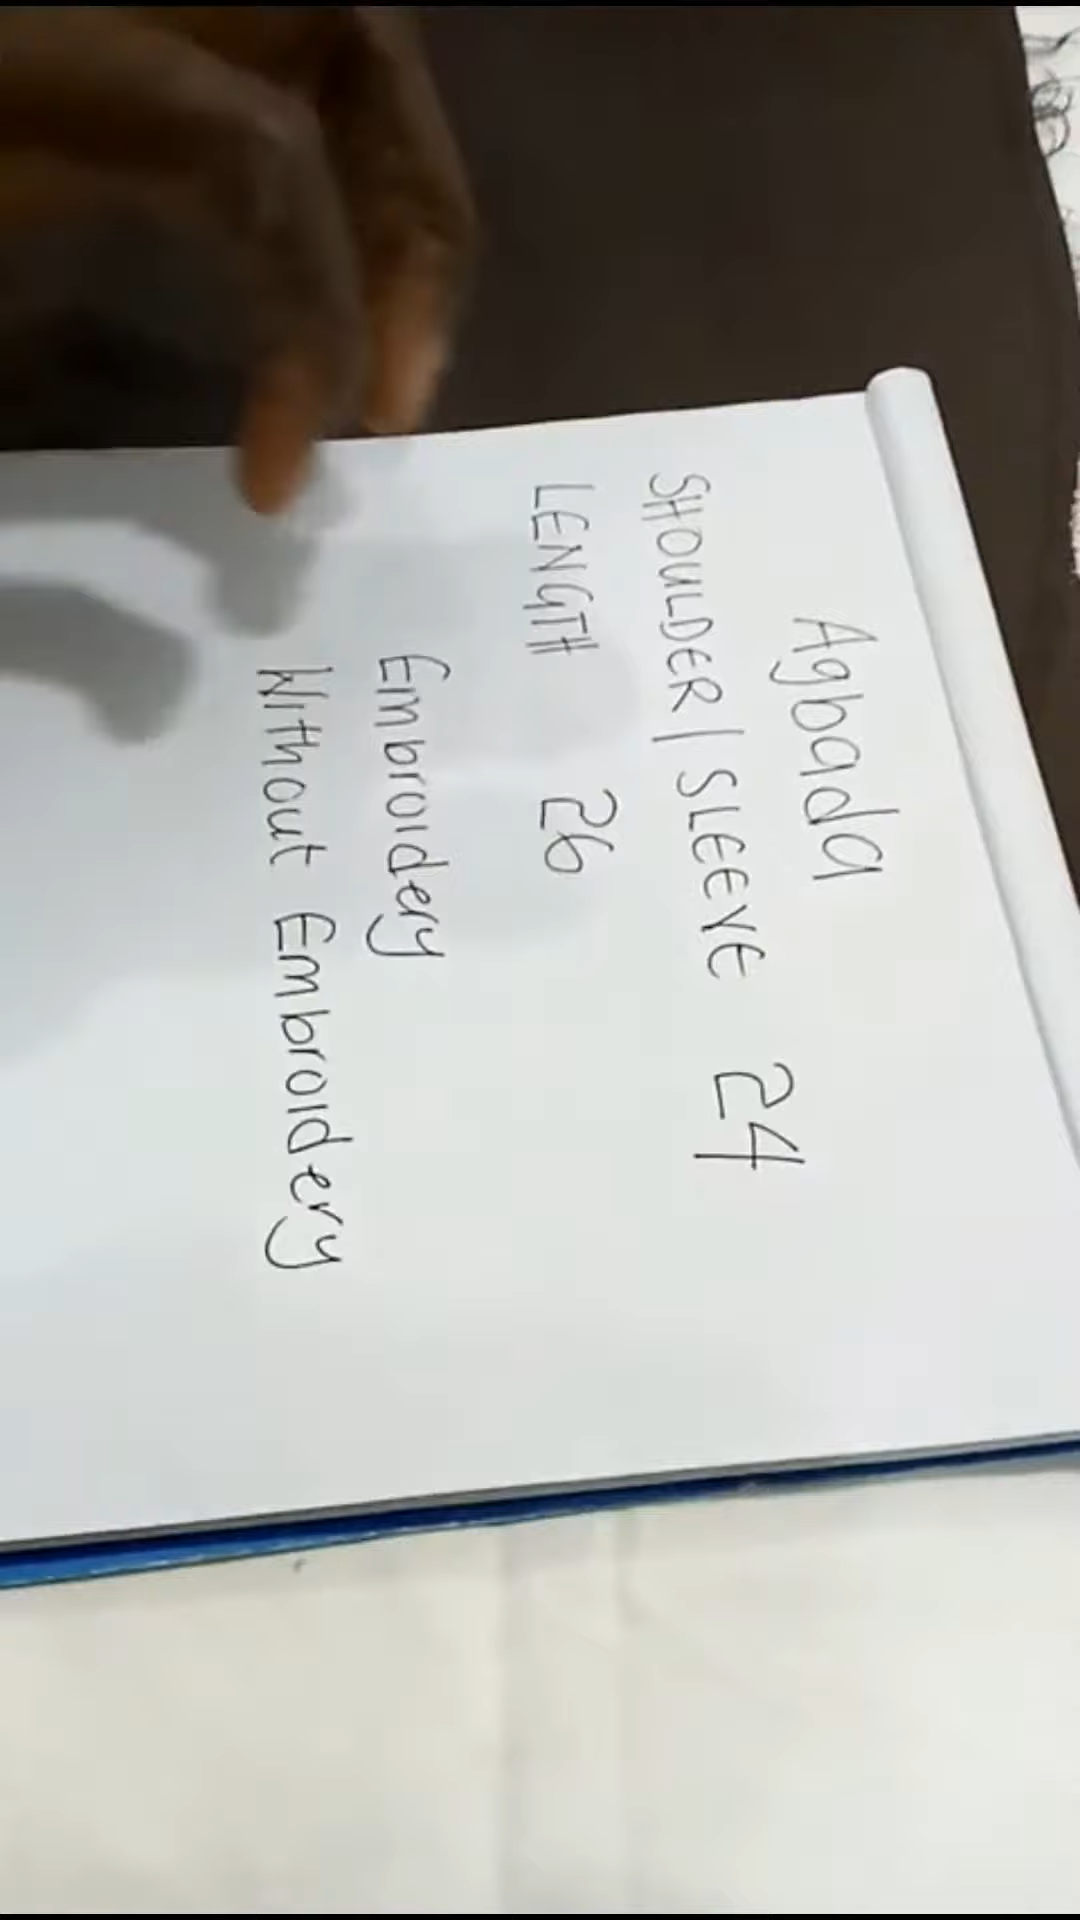 Agbada
SHOULDER | SLEEVE 24
LENGTH 26
Embroidery
Without Embroidery